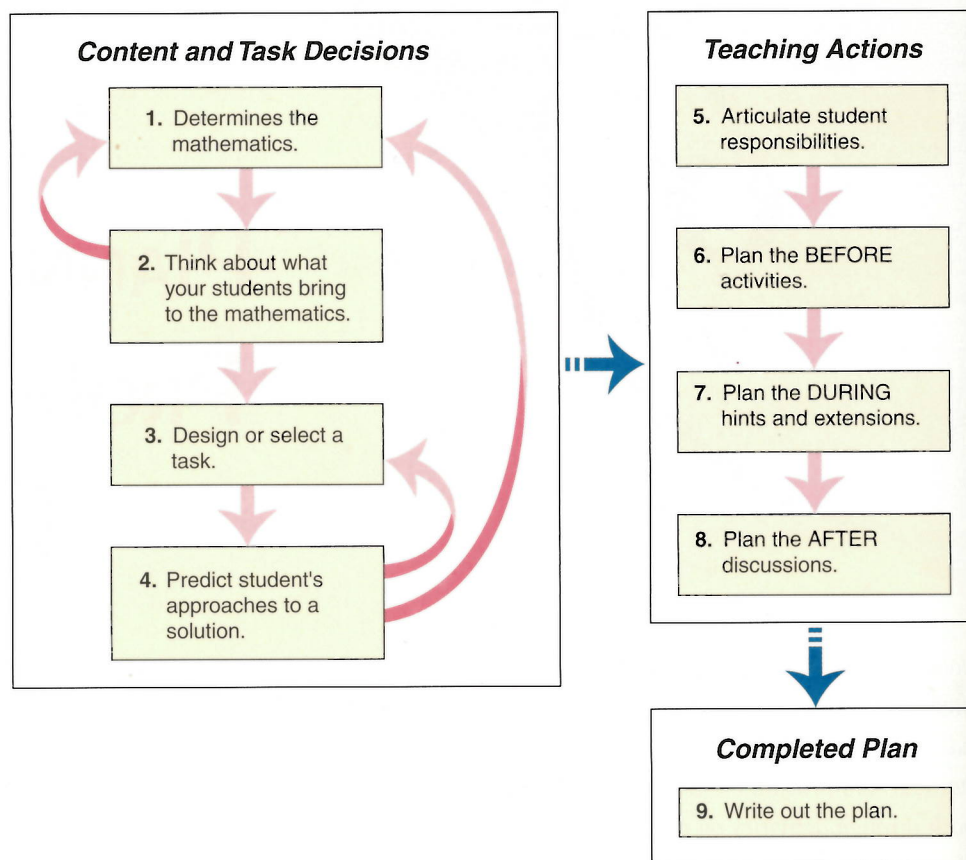 Content and Task Decisions
1. Determines the
mathematics.
2. Think about what
your students bring
to the mathematics.
3. Design or select a
task.
4. Predict student's
approaches to a
solution.
Teaching Actions
5. Articulate student
responsibilities.
6. Plan the BEFORE
activities.
7. Plan the DURING
hints and extensions.
8. Plan the AFTER
discussions.
Completed Plan
9. Write out the plan.